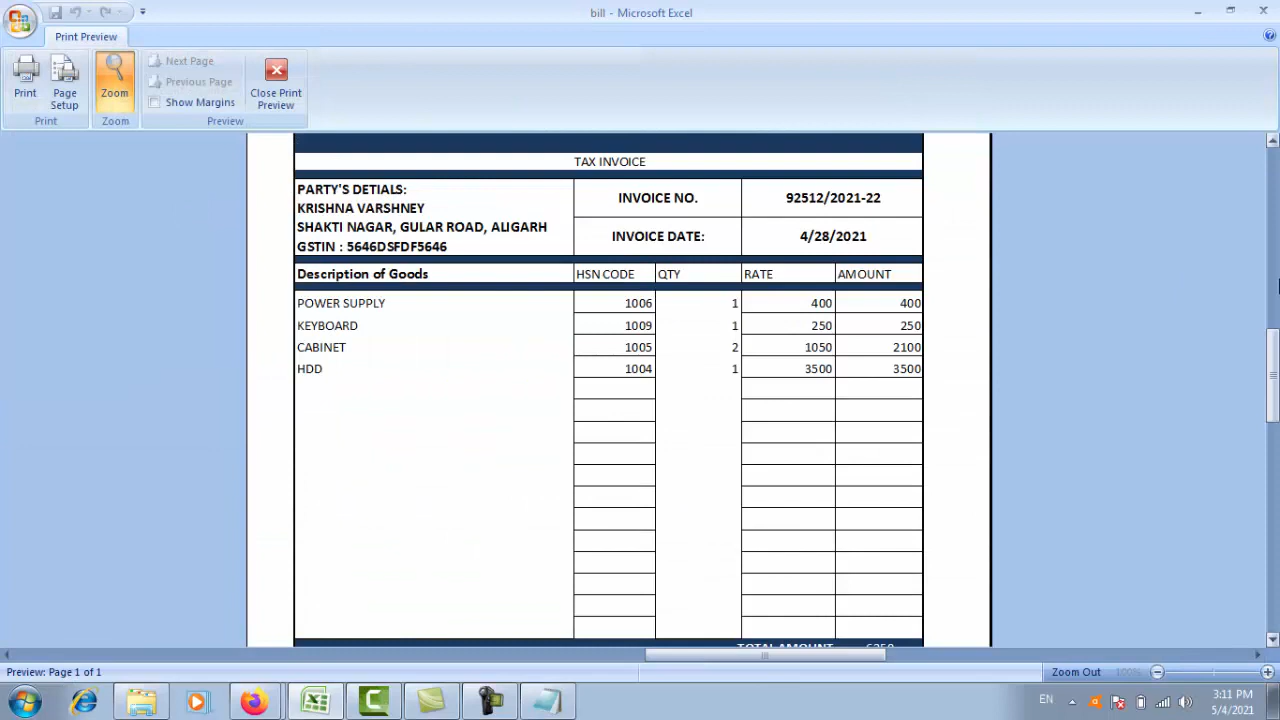 bill - Microsoft Excel
Print Preview
Print
Page Setup
Zoom
Next Page
Previous Page
Show Margins
Close Print Preview
Print
Zoom
Preview
TAX INVOICE
PARTY'S DETIALS:
KRISHNA VARSHNEY
SHAKTI NAGAR, GULAR ROAD, ALIGARH
GSTIN : 5646DSFDF5646
INVOICE NO. 92512/2021-22
INVOICE DATE: 4/28/2021
Description of Goods HSN CODE QTY RATE AMOUNT
POWER SUPPLY 1006 1 400 400
KEYBOARD 1009 1 250 250
CABINET 1005 2 1050 2100
HDD 1004 1 3500 3500
TOTAL AMOUNT 6250
Preview: Page 1 of 1
Zoom Out 100%
EN
3:11 PM
5/4/2021